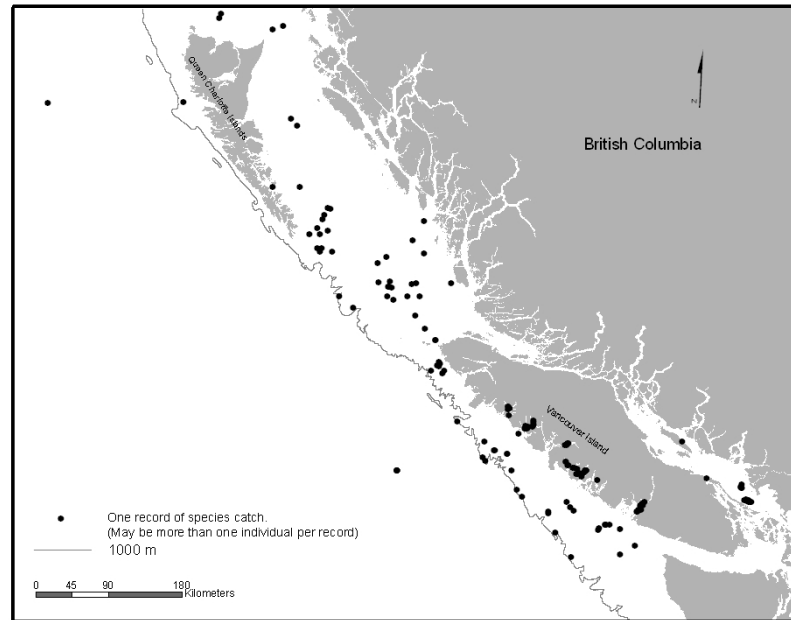 Queen Charlotte Islands
N
British Columbia
Vancouver Island
One record of species catch.
(May be more than one individual per record)
1000 m
0 45 90 180
Kilometers